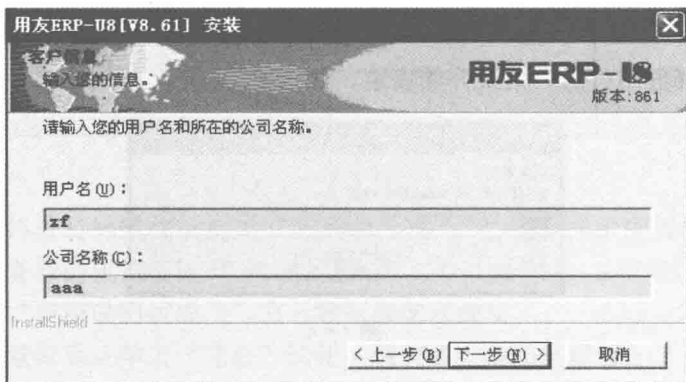 用友ERP-U8[V8.61] 安装
客户信息
输入您的信息。
用友ERP-U8
版本:861
请输入您的用户名和所在的公司名称。
用户名(U):
zf
公司名称(C):
aaa
InstallShield
<上一步(B) 下一步(N)> 取消